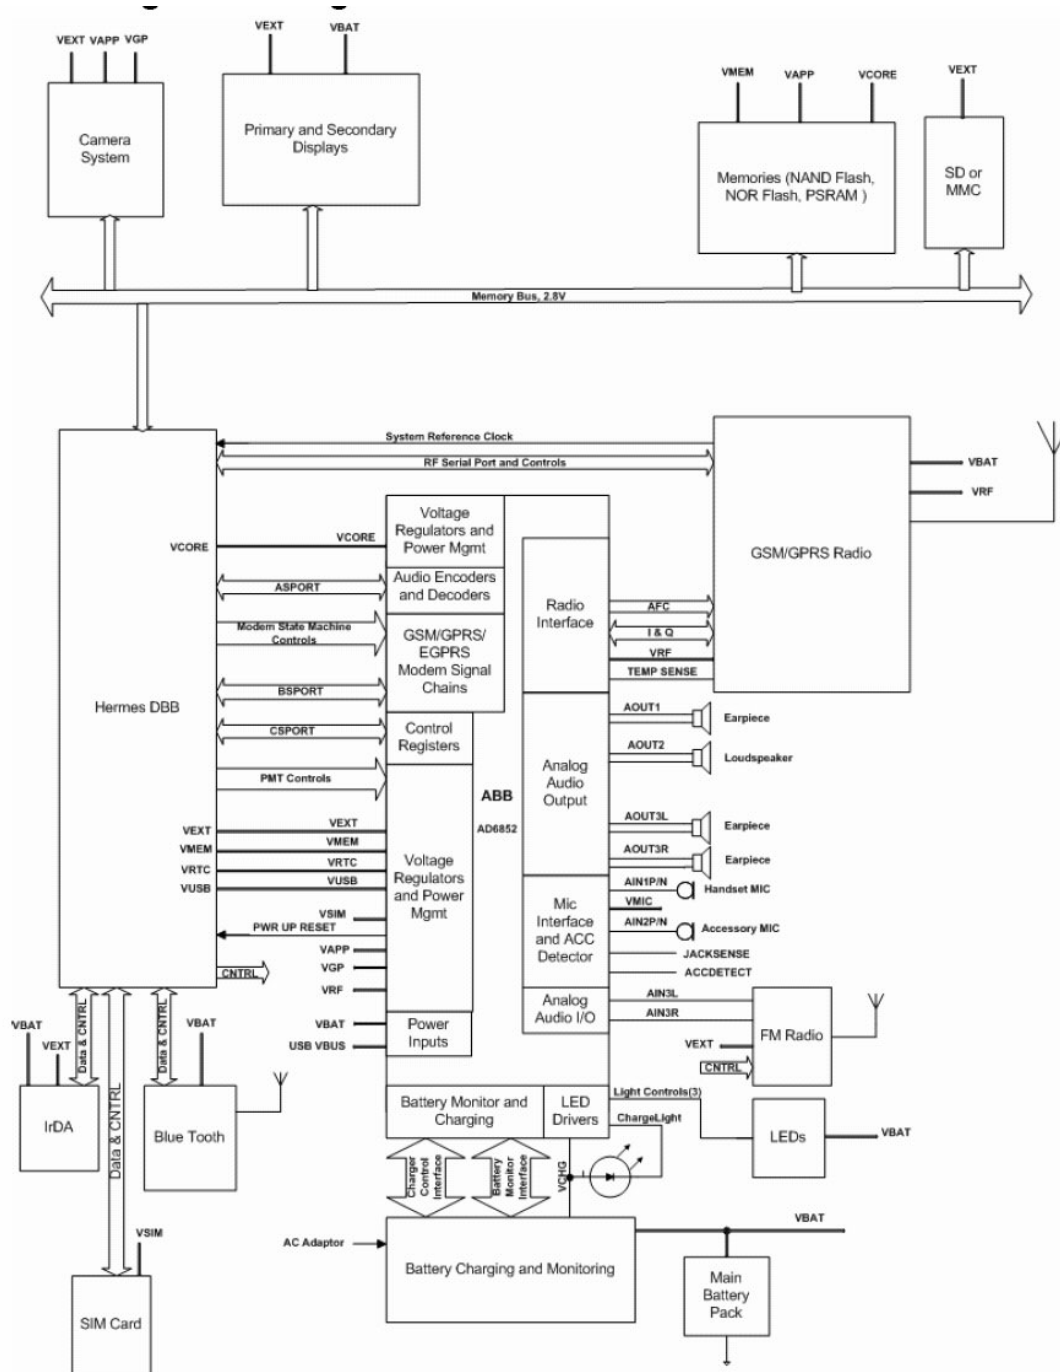 VEXT VAPP VGP
VEXT
VBAT
VMEM
VAPP
VCORE
VEXT
Camera
System
Primary and Secondary
Displays
Memories (NAND Flash,
NOR Flash, PSRAM )
SD or
MMC
Memory Bus, 2.8V
System Reference Clock
RF Serial Port and Controls
VBAT
VRF
GSM/GPRS Radio
Hermes DBB
VCORE
VCORE
Voltage
Regulators and
Power Mgmt
ASPORT
Audio Encoders
and Decoders
Modem State Machine
Controls
GSM/GPRS/
EGPRS
Modem Signal
Chains
BSPORT
CSPORT
Control
Registers
PMT Controls
ABB
AD6852
VEXT
VEXT
VMEM
VMEM
VRTC
VRTC
VUSB
VUSB
Voltage
Regulators
and Power
Mgmt
VSIM
PWR UP RESET
VAPP
CNTRL
VGP
VRF
VBAT
USB VBUS
Power
Inputs
Radio
Interface
AFC
I & Q
VRF
TEMP SENSE
Analog
Audio
Output
AOUT1
Earpiece
AOUT2
Loudspeaker
AOUT3L
Earpiece
AOUT3R
Earpiece
Mic
Interface
and ACC
Detector
AIN1P/N
Handset MIC
VMIC
AIN2P/N
Accessory MIC
JACKSENSE
ACCDETECT
Analog
Audio I/O
AIN3L
AIN3R
VEXT
CNTRL
FM Radio
Battery Monitor and
Charging
LED
Drivers
Light Controls(3)
ChargeLight
LEDs
VBAT
VBAT
VEXT
Data & CNTRL
Data & CNTRL
Data & CNTRL
VBAT
IrDA
Blue Tooth
VSIM
SIM Card
Charger
Control
Interface
Battery
Monitor
Interface
VCHG
AC Adaptor
Battery Charging and Monitoring
VBAT
Main
Battery
Pack